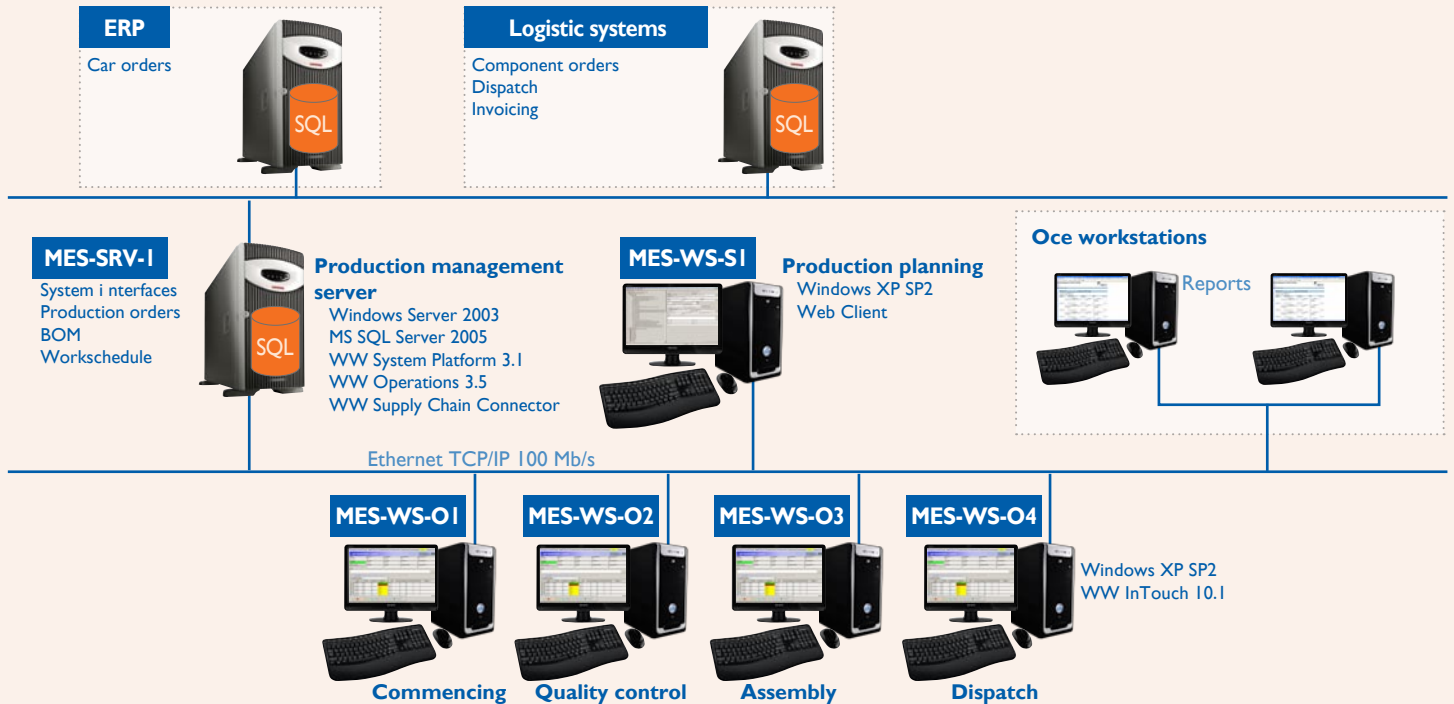 ERP
Car orders
SQL
Logistic systems
Component orders
Dispatch
Invoicing
SQL
MES-SRV-1
System i nterfaces
Production orders
BOM
Workschedule
SQL
Production management
server
Windows Server 2003
MS SQL Server 2005
WW System Platform 3.1
WW Operations 3.5
WW Supply Chain Connector
MES-WS-S1
Production planning
Windows XP SP2
Web Client
Oce workstations
Reports
Ethernet TCP/IP 100 Mb/s
MES-WS-O1
MES-WS-O2
MES-WS-O3
MES-WS-O4
Windows XP SP2
WW InTouch 10.1
Commencing
Quality control
Assembly
Dispatch